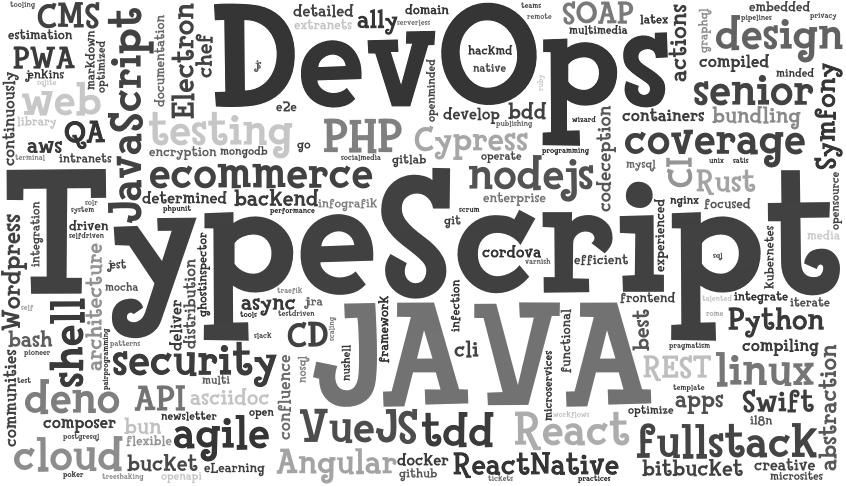 tooling
CMS
JavaScript
documentation
Electron
chef
detailed
extranets
ally
serverless
domain
DevOps
hackmd
native
teams
remote
SOAP
multimedia
latex
actions
graphql
embedded
pipelines
privacy
design
estimation
PWA
markdown
optimized
jenkins
sqlite
continuously
web
library
e2e
openminded
ruby
compiled
minded
senior
develop
bdd
publishing
wizard
containers
bundling
Symfony
QA
testing
go
PHP
Cypress
programming
codeception
coverage
aws
terminal
intranets
encryption
mongodb
socialmedia
gitlab
operate
mysql
unix
satis
CI
Rust
ecommerce
nodejs
enterprise
determined
backend
infografik
phpunit
performance
git
scrum
experienced
nginx
focused
opensource
TypeScript
solr
system
integration
driven
selfdriven
Wordpress
architecture
jest
mocha
distribution
deliver
ghostinspector
cordova
varnish
efficient
sql
kubernetes
media
traefik
async
tools
testdriven
jra
infection
frontend
talented
integrate
iterate
rome
self
shell
bash
pioneer
patterns
pairprogramming
slack
CD
scaling
JAVA
framework
nushell
nosql
cli
functional
microservices
best
Python
pragmatism
compiling
communities
test
security
multi
confluence
REST
linux
template
abstraction
deno
API
asciidoc
newsletter
open
workflows
optimize
apps
Swift
i18n
composer
postgresql
bun
flexible
agile
VueJS
tdd
React
fullstack
cloud
poker
treeshaking
bucket
openapi
eLearning
Angular
docker
github
ReactNative
tickets
practices
bitbucket
creative
microsites